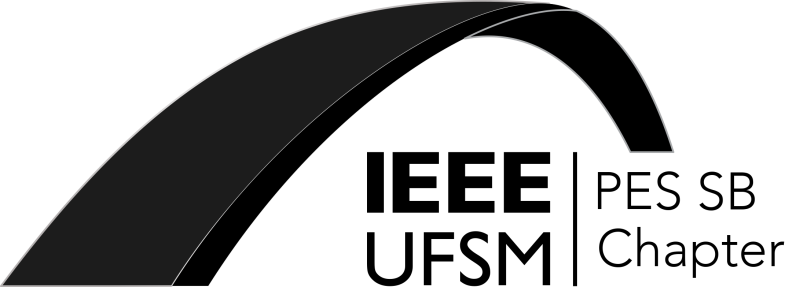 IEEE
UFSM
PES SB
Chapter